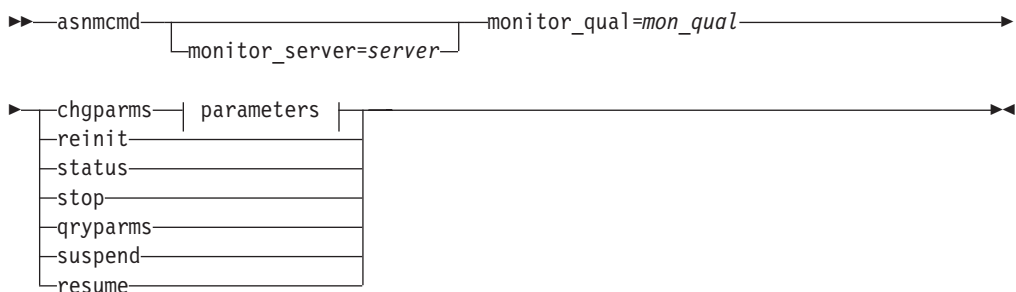 asnmcmd monitor_qual=mon_qual
monitor_server=server
chgparms parameters
reinit
status
stop
qryparms
suspend
resume